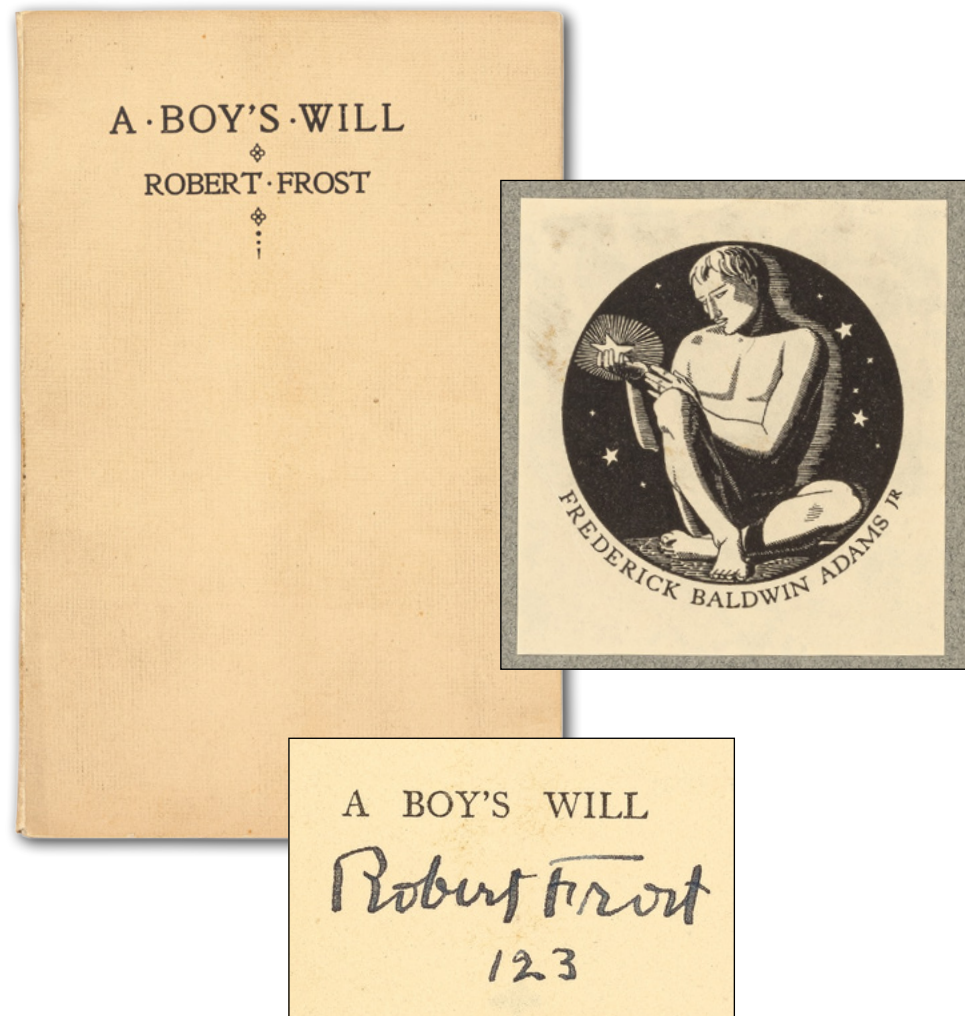 A·BOY'S·WILL
ROBERT·FROST
FREDERICK BALDWIN ADAMS JR
A BOY'S WILL
Robert Frost
123